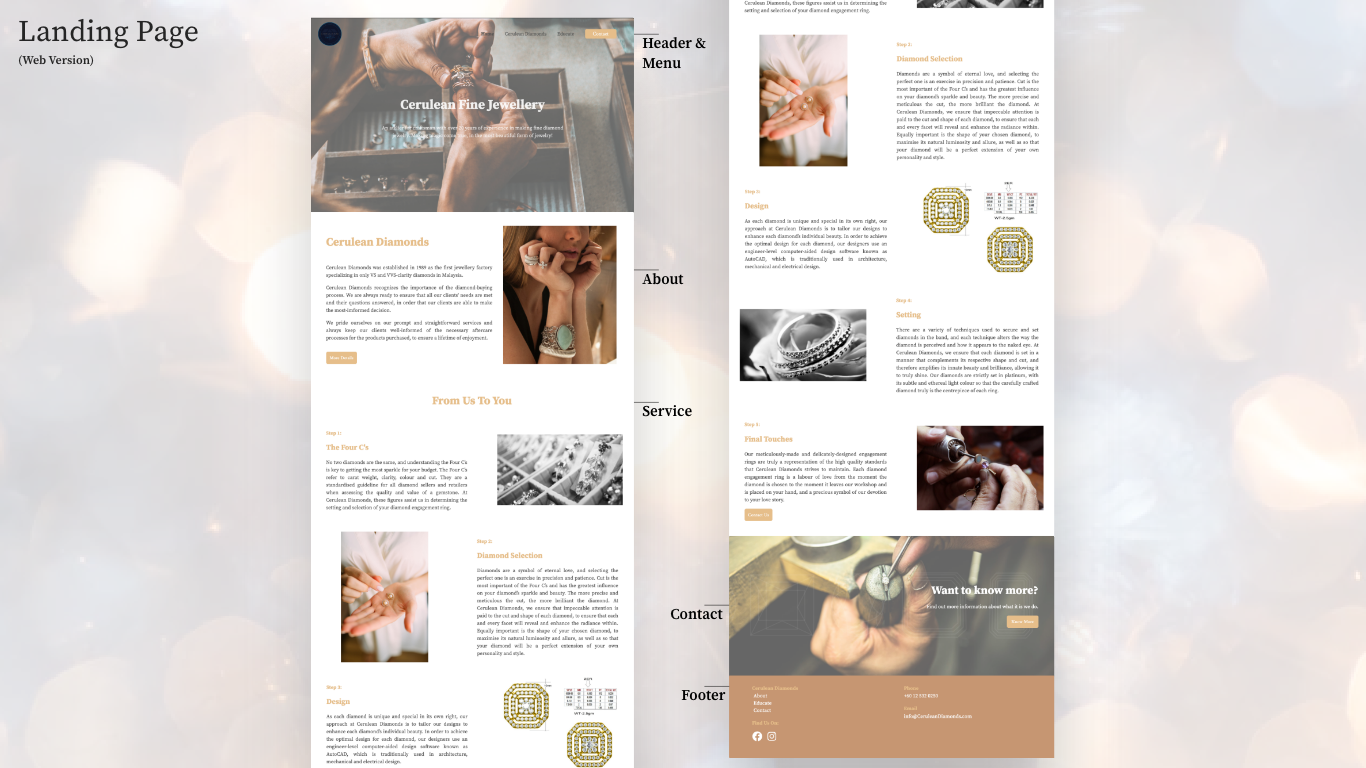 Landing Page
(Web Version)
Home Cerulean Diamonds Educate Contact
Header &
Menu
Cerulean Fine Jewellery
Cerulean Diamonds
Cerulean Diamonds was established in 1989 as the first jewellery factory
specializing in only VS and VVS-clarity diamonds in Malaysia.
Cerulean Diamonds recognizes the importance of the diamond-buying
process. We are always ready to ensure that all our clients' needs are met
and their questions answered, in order that our clients are able to make
the most-informed decision.
We pride ourselves on our prompt and straightforward services and
always keep our clients well-informed of the necessary aftercare
processes for the products purchased, to ensure a lifetime of enjoyment.
About
From Us To You
Service
Step 1:
The Four C's
No two diamonds are the same, and understanding the Four C's
is key to getting the most sparkle for your budget. The Four C's
refer to carat weight, clarity, colour and cut. They are a
standardised guideline for all diamond sellers and retailers
when accessing the quality and value of a gemstone. At
Cerulean Diamonds, these figures assist us in determining the
setting and selection of your diamond engagement ring.
Step 2:
Diamond Selection
Diamonds are a symbol of eternal love, and selecting the
perfect one is an exercise in precision and patience. Cut is the
most important of the Four C's and has the greatest influence
on your diamond's sparkle and beauty. The more precise and
meticulous the cut, the more brilliant the diamond. At
Cerulean Diamonds, we ensure that impeccable attention is
paid to the cut and shape of each diamond, to ensure that each
and every facet will reveal and enhance the radiance within.
Equally important is the shape of your chosen diamond, to
maximise its natural luminosity and allure, as well as so that
your diamond will be a perfect extension of your own
personality and style.
Step 3:
Design
As each diamond is unique and special in its own right, our
approach at Cerulean Diamonds is to tailor our designs to
enhance each diamond's individual beauty. In order to achieve
the optimal design for each diamond, our designers use an
engineer-level computer-aided design software known as
AutoCAD, which is traditionally used in architecture,
mechanical and electrical design.
Cerulean Diamonds, these figures assist us in determining the
setting and selection of your diamond engagement ring.
Step 2:
Diamond Selection
Diamonds are a symbol of eternal love, and selecting the
perfect one is an exercise in precision and patience. Cut is the
most important of the Four C's and has the greatest influence
on your diamond's sparkle and beauty. The more precise and
meticulous the cut, the more brilliant the diamond. At
Cerulean Diamonds, we ensure that impeccable attention is
paid to the cut and shape of each diamond, to ensure that each
and every facet will reveal and enhance the radiance within.
Equally important is the shape of your chosen diamond, to
maximise its natural luminosity and allure, as well as so that
your diamond will be a perfect extension of your own
personality and style.
Step 3:
Design
As each diamond is unique and special in its own right, our
approach at Cerulean Diamonds is to tailor our designs to
enhance each diamond's individual beauty. In order to achieve
the optimal design for each diamond, our designers use an
engineer-level computer-aided design software known as
AutoCAD, which is traditionally used in architecture,
mechanical and electrical design.
Step 4:
Setting
There are a variety of techniques used to secure and set
diamonds in the band, and each technique alters the way the
diamond is perceived and how it appears to the naked eye. At
Cerulean Diamonds, we ensure that each diamond is set in a
manner that complements its respective shape and cut, and
therefore amplifies its innate beauty and brilliance, allowing it
to truly shine. Our diamonds are strictly set in platinum, with
its subtle and ethereal light colour so that the carefully crafted
diamond truly is the centrepiece of each ring.
Step 5:
Final Touches
Our meticulously-made and delicately-designed engagement
rings are truly a representation of the high quality standards
that Cerulean Diamonds strives to maintain. Each diamond
engagement ring is a labour of love from the moment the
diamond is chosen to the moment it leaves our workshop and
is placed on your hand, and a precious symbol of our devotion
to your love story.
Contact Us
Contact
Want to know more?
Find out more information about what it is we do.
Know More
Footer
Cerulean Diamonds
About
Educate
Contact
Find Us On
Phone
Email
info@CeruleanDiamonds.com